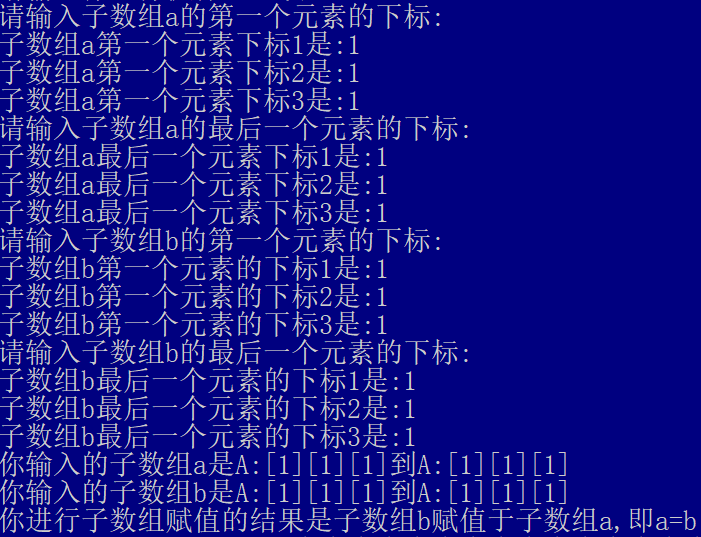 请输入子数组a的第一个元素的下标:
子数组a第一个元素下标1是:1
子数组a第一个元素下标2是:1
子数组a第一个元素下标3是:1
请输入子数组a的最后一个元素的下标:
子数组a最后一个元素下标1是:1
子数组a最后一个元素下标2是:1
子数组a最后一个元素下标3是:1
请输入子数组b的第一个元素的下标:
子数组b第一个元素的下标1是:1
子数组b第一个元素的下标2是:1
子数组b第一个元素的下标3是:1
请输入子数组b的最后一个元素的下标:
子数组b最后一个元素的下标1是:1
子数组b最后一个元素的下标2是:1
子数组b最后一个元素的下标3是:1
你输入的子数组a是A:[1][1][1]到A:[1][1][1]
你输入的子数组b是A:[1][1][1]到A:[1][1][1]
你进行子数组赋值的结果是子数组b赋值于子数组a,即a=b